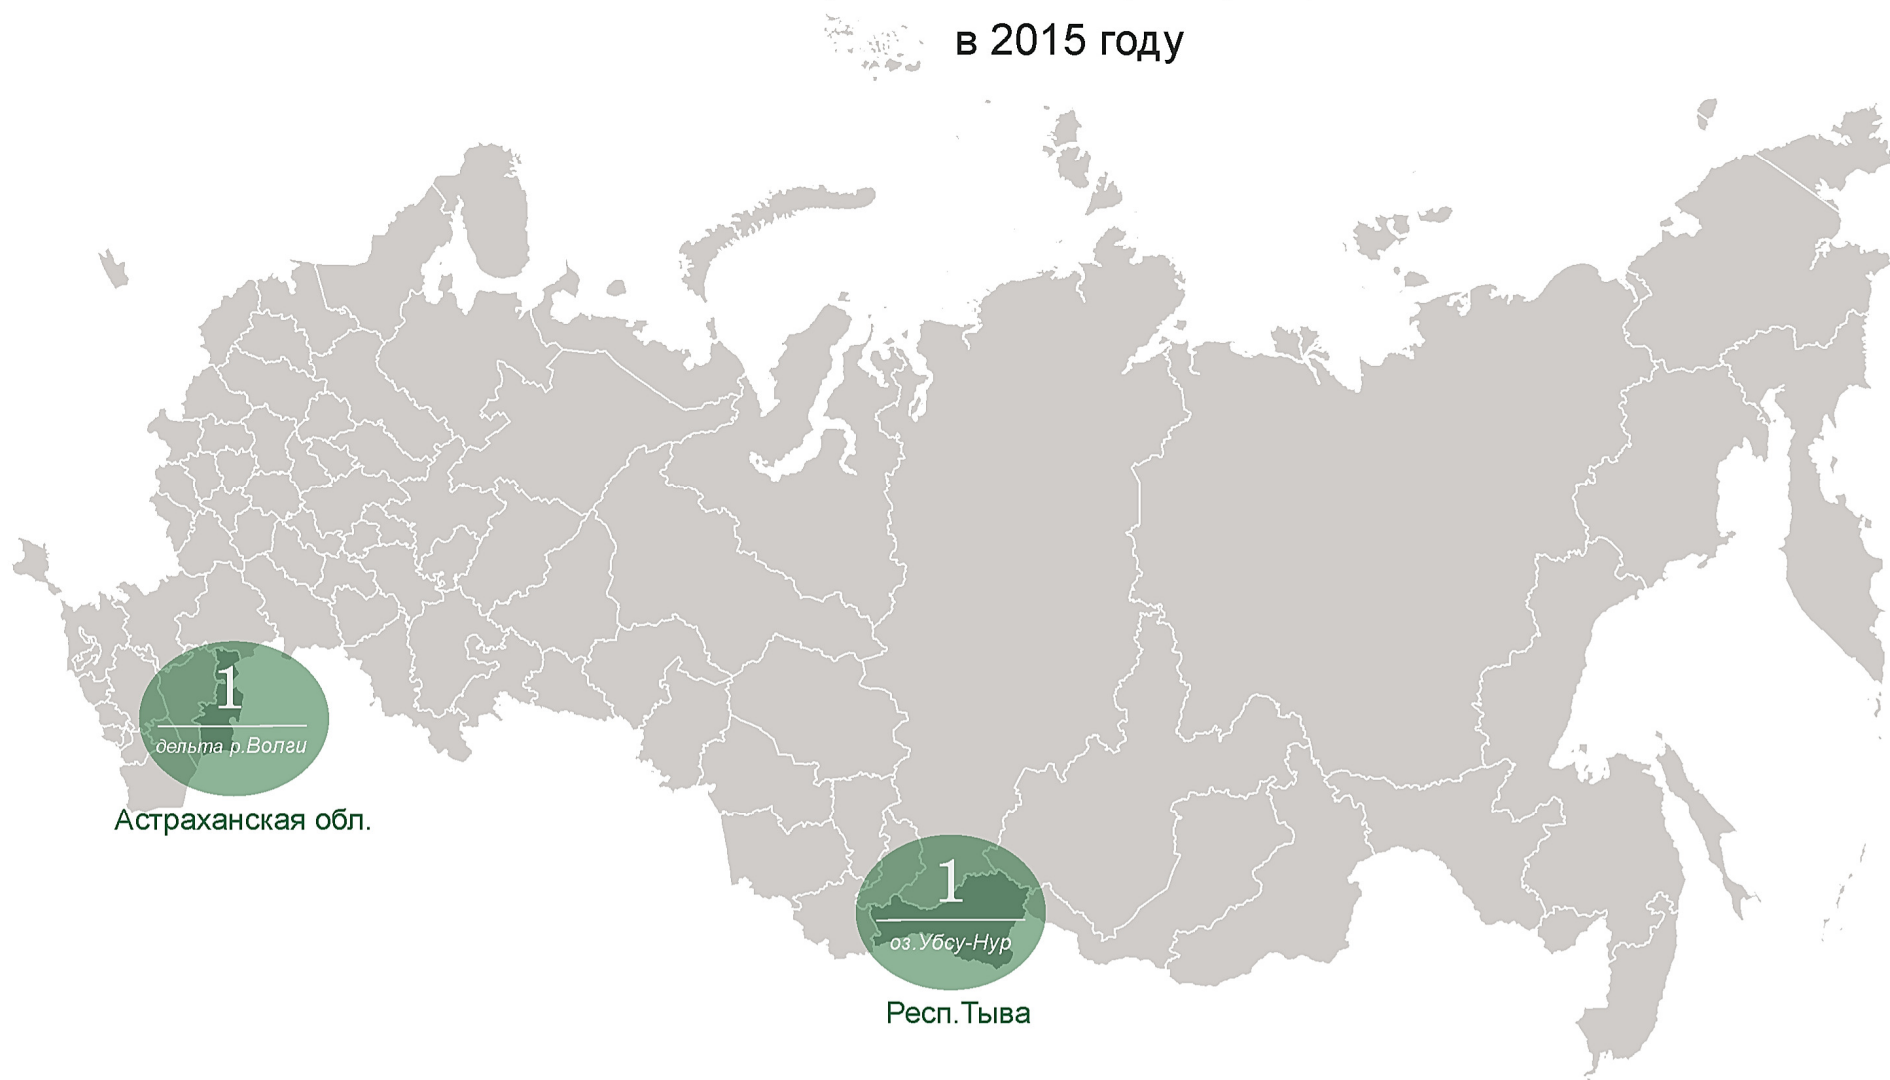 в 2015 году
1
дельта р.Волги
Астраханская обл.
1
оз.Убсу-Нур
Респ.Тыва